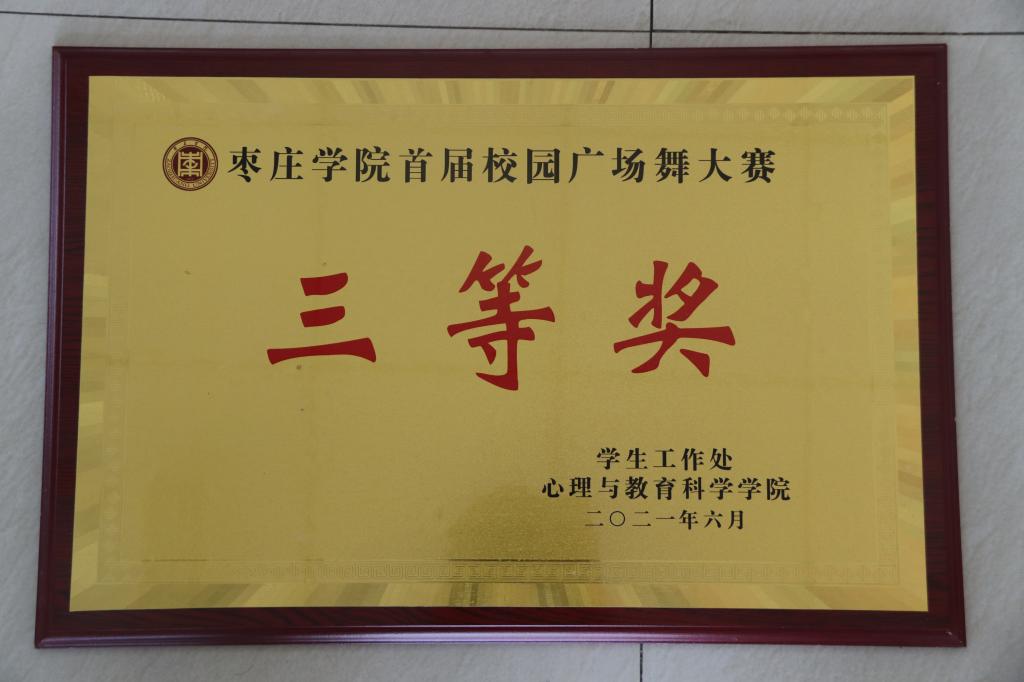 枣庄学院首届校园广场舞大赛
三等奖
学生工作处
心理与教育科学学院
二〇二一年六月